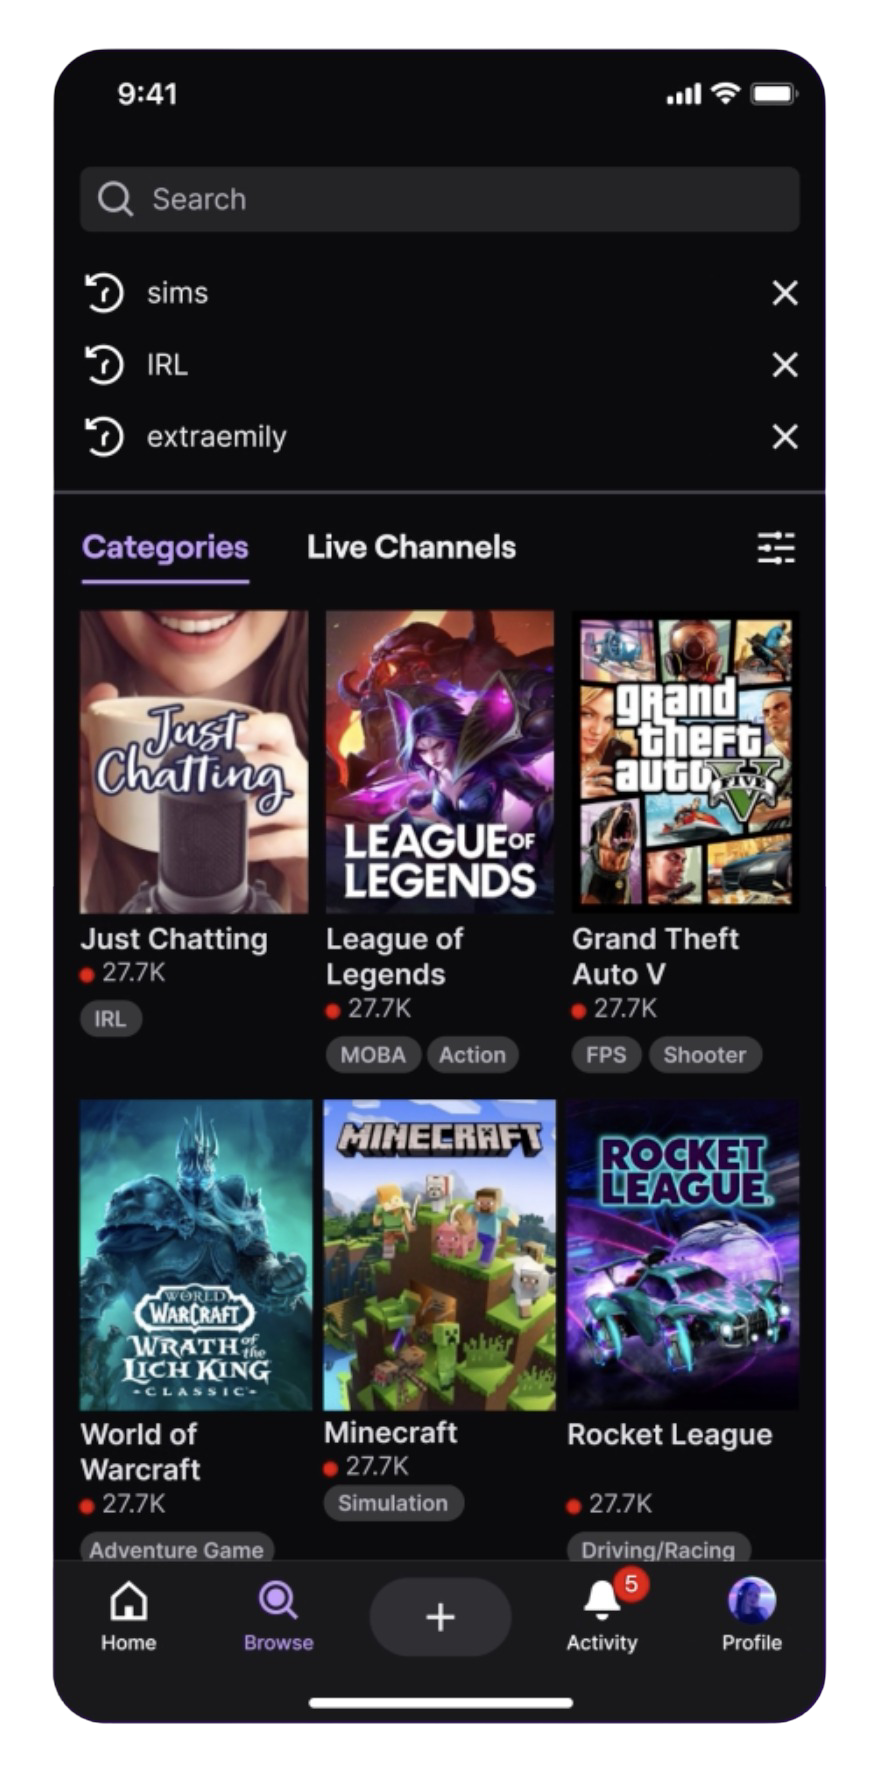 9:41
Search
sims
IRL
extraemily
Categories
Live Channels
Just
Chatting
LEAGUE OF
LEGENDS
grand
theft
auto
FIVE
Just Chatting
27.7K
IRL
League of
Legends
27.7K
MOBA
Action
Grand Theft
Auto V
27.7K
FPS
Shooter
WORLD
WARCRAFT
WRATH of the
LICH KING
CLASSIC
MINECRAFT
ROCKET
LEAGUE
World of
Warcraft
27.7K
Adventure Game
Minecraft
27.7K
Simulation
Rocket League
27.7K
Driving/Racing
Home
Browse
+
5
Activity
Profile